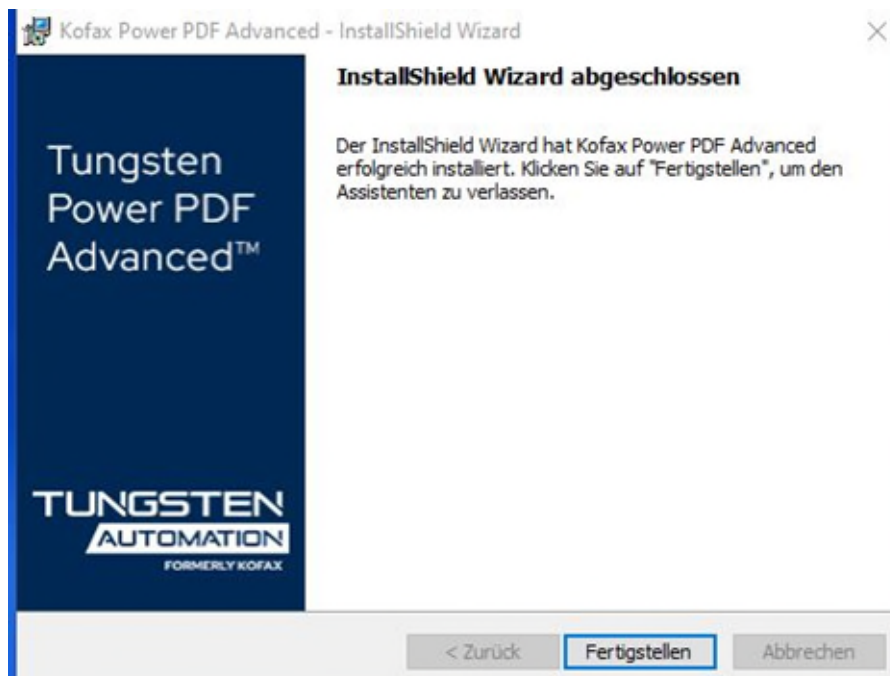 Kofax Power PDF Advanced - InstallShield Wizard
InstallShield Wizard abgeschlossen
Der InstallShield Wizard hat Kofax Power PDF Advanced
erfolgreich installiert. Klicken Sie auf "Fertigstellen", um den
Assistenten zu verlassen.
Tungsten
Power PDF
Advanced™
TUNGSTEN
AUTOMATION
FORMERLY KOFAX
< Zurück
Fertigstellen
Abbrechen